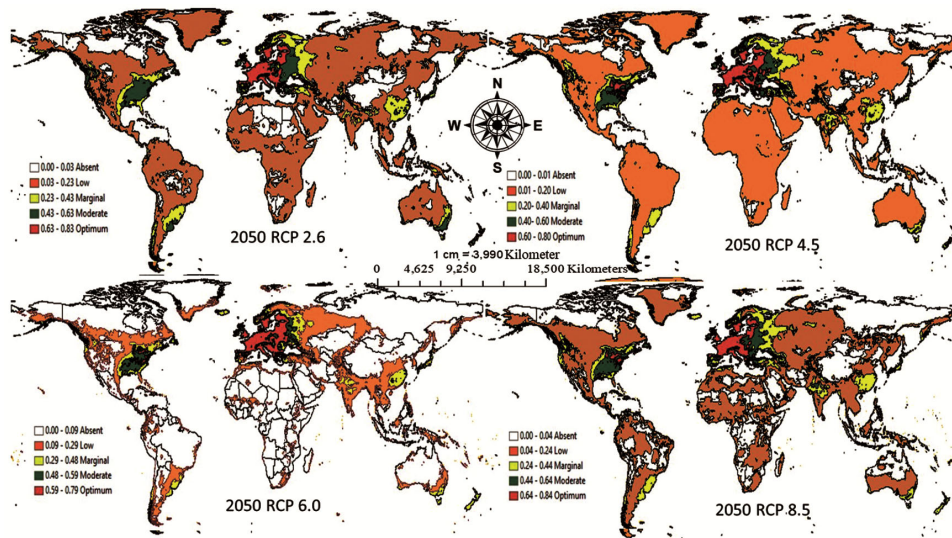 N
W E
S
0.00 - 0.03 Absent
0.03 - 0.23 Low
0.23 - 0.43 Marginal
0.43 - 0.63 Moderate
0.63 - 0.83 Optimum
2050 RCP 2.6
0.00 - 0.01 Absent
0.01 - 0.20 Low
0.20 - 0.40 Marginal
0.40 - 0.60 Moderate
0.60 - 0.80 Optimum
2050 RCP 4.5
1 cm = 3,990 Kilometer
0 4,625 9,250 18,500 Kilometers
0.00 - 0.09 Absent
0.09 - 0.29 Low
0.29 - 0.48 Marginal
0.48 - 0.59 Moderate
0.59 - 0.79 Optimum
2050 RCP 6.0
0.00 - 0.04 Absent
0.04 - 0.24 Low
0.24 - 0.44 Marginal
0.44 - 0.64 Moderate
0.64 - 0.84 Optimum
2050 RCP 8.5